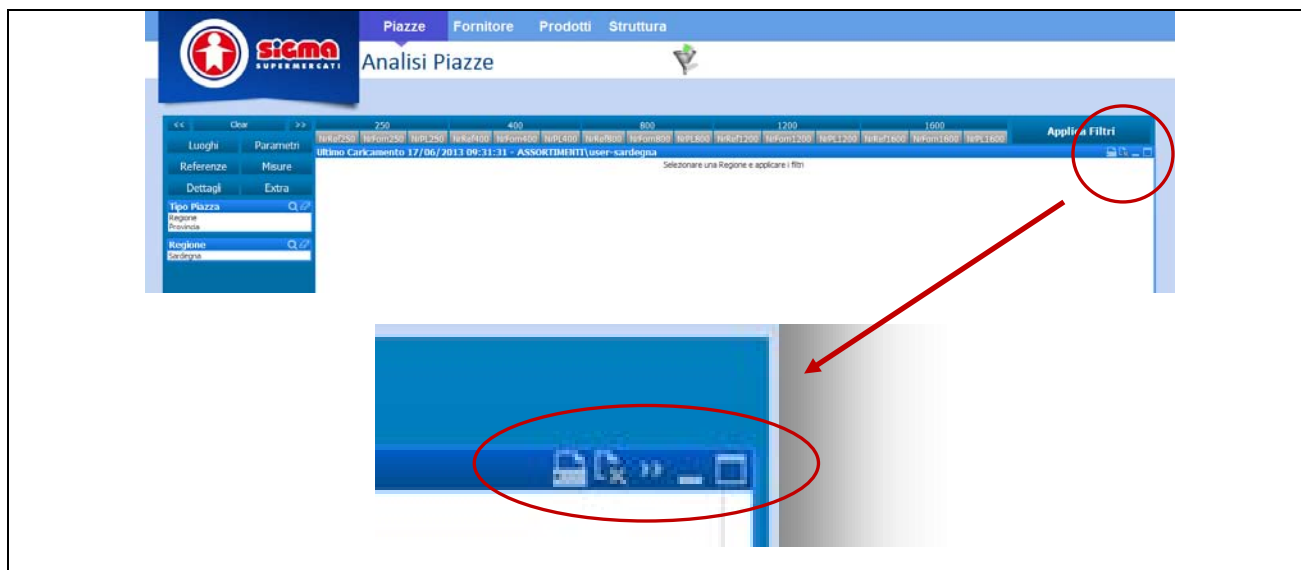 Piazze Fornitore Prodotti Struttura
sigma
SUPERMERCATI
Analisi Piazze
<< Clear >> 250 400 800 1200 1600 Applica Filtri
NrRef250 NrForn250 NrPL250 NrRef400 NrForn400 NrPL400 NrRef800 NrForn800 NrPL800 NrRef1200 NrForn1200 NrPL1200 NrRef1600 NrForn1600 NrPL1600
Luoghi Parametri
Ultimo Caricamento 17/06/2013 09:31:31 - ASSORTIMENTI\user-sardegna
Selezionare una Regione e applicare i filtri
Referenze Misure
Dettagi Extra
Tipo Piazza
Regione
Provincia
Regione
Sardegna